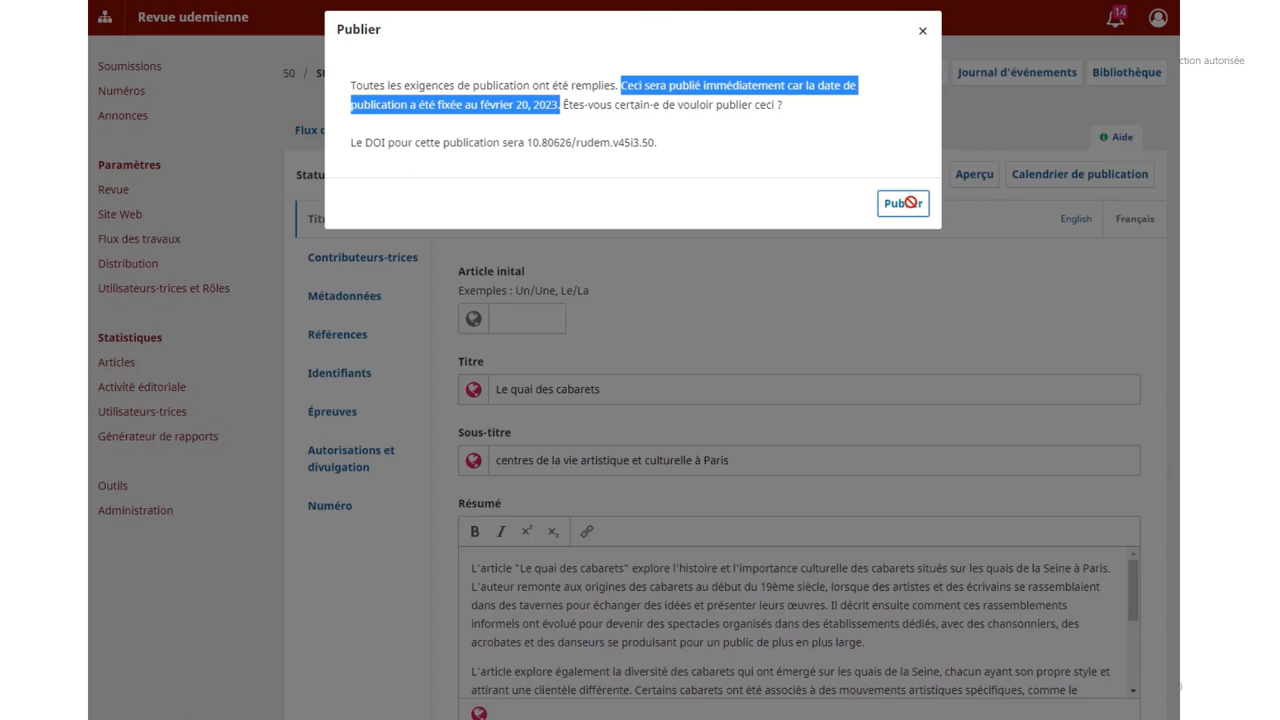 Revue udemienne
14
Publier
×
Toutes les exigences de publication ont été remplies. Ceci sera publié immédiatement car la date de
publication a été fixée au février 20, 2023. Êtes-vous certain-e de vouloir publier ceci ?
Le DOI pour cette publication sera 10.80626/rudem.v45i3.50.
Soumissions
Numéros
Annonces
Paramètres
Revue
Site Web
Flux des travaux
Distribution
Utilisateurs-trices et Rôles
Statistiques
Articles
Activité éditoriale
Utilisateurs-trices
Générateur de rapports
Outils
Administration
50 /
Journal d'événements
Bibliothèque
ction autorisée
Aide
Aperçu
Calendrier de publication
English
Français
Contributeurs-trices
Métadonnées
Références
Identifiants
Épreuves
Autorisations et
divulgation
Numéro
Article inital
Exemples : Un/Une, Le/La
Titre
Le quai des cabarets
Sous-titre
centres de la vie artistique et culturelle à Paris
Résumé
B I x² x₂
L'article "Le quai des cabarets" explore l'histoire et l'importance culturelle des cabarets situés sur les quais de la Seine à Paris.
L'auteur remonte aux origines des cabarets au début du 19ème siècle, lorsque des artistes et des écrivains se rassemblaient
dans des tavernes pour échanger des idées et présenter leurs œuvres. Il décrit ensuite comment ces rassemblements
informels ont évolué pour devenir des spectacles organisés dans des établissements dédiés, avec des chansonniers, des
acrobates et des danseurs se produisant pour un public de plus en plus large.
L'article explore également la diversité des cabarets qui ont émergé sur les quais de la Seine, chacun ayant son propre style et
attirant une clientèle différente. Certains cabarets ont été associés à des mouvements artistiques spécifiques, comme le